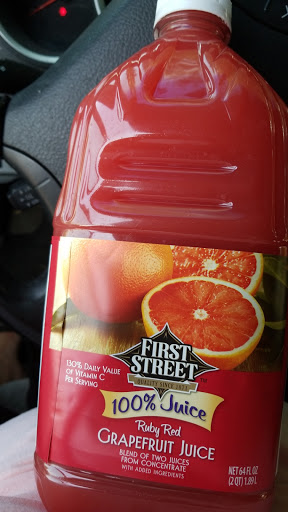 FIRST
STREET
QUALITY SINCE 1871
100% Juice
130% DAILY VALUE
OF VITAMIN C
PER SERVING
Ruby Red
GRAPEFRUIT JUICE
BLEND OF TWO JUICES
FROM CONCENTRATE
WITH ADDED INGREDIENTS
NET 64 FL OZ
(2 QT) 1.89 L